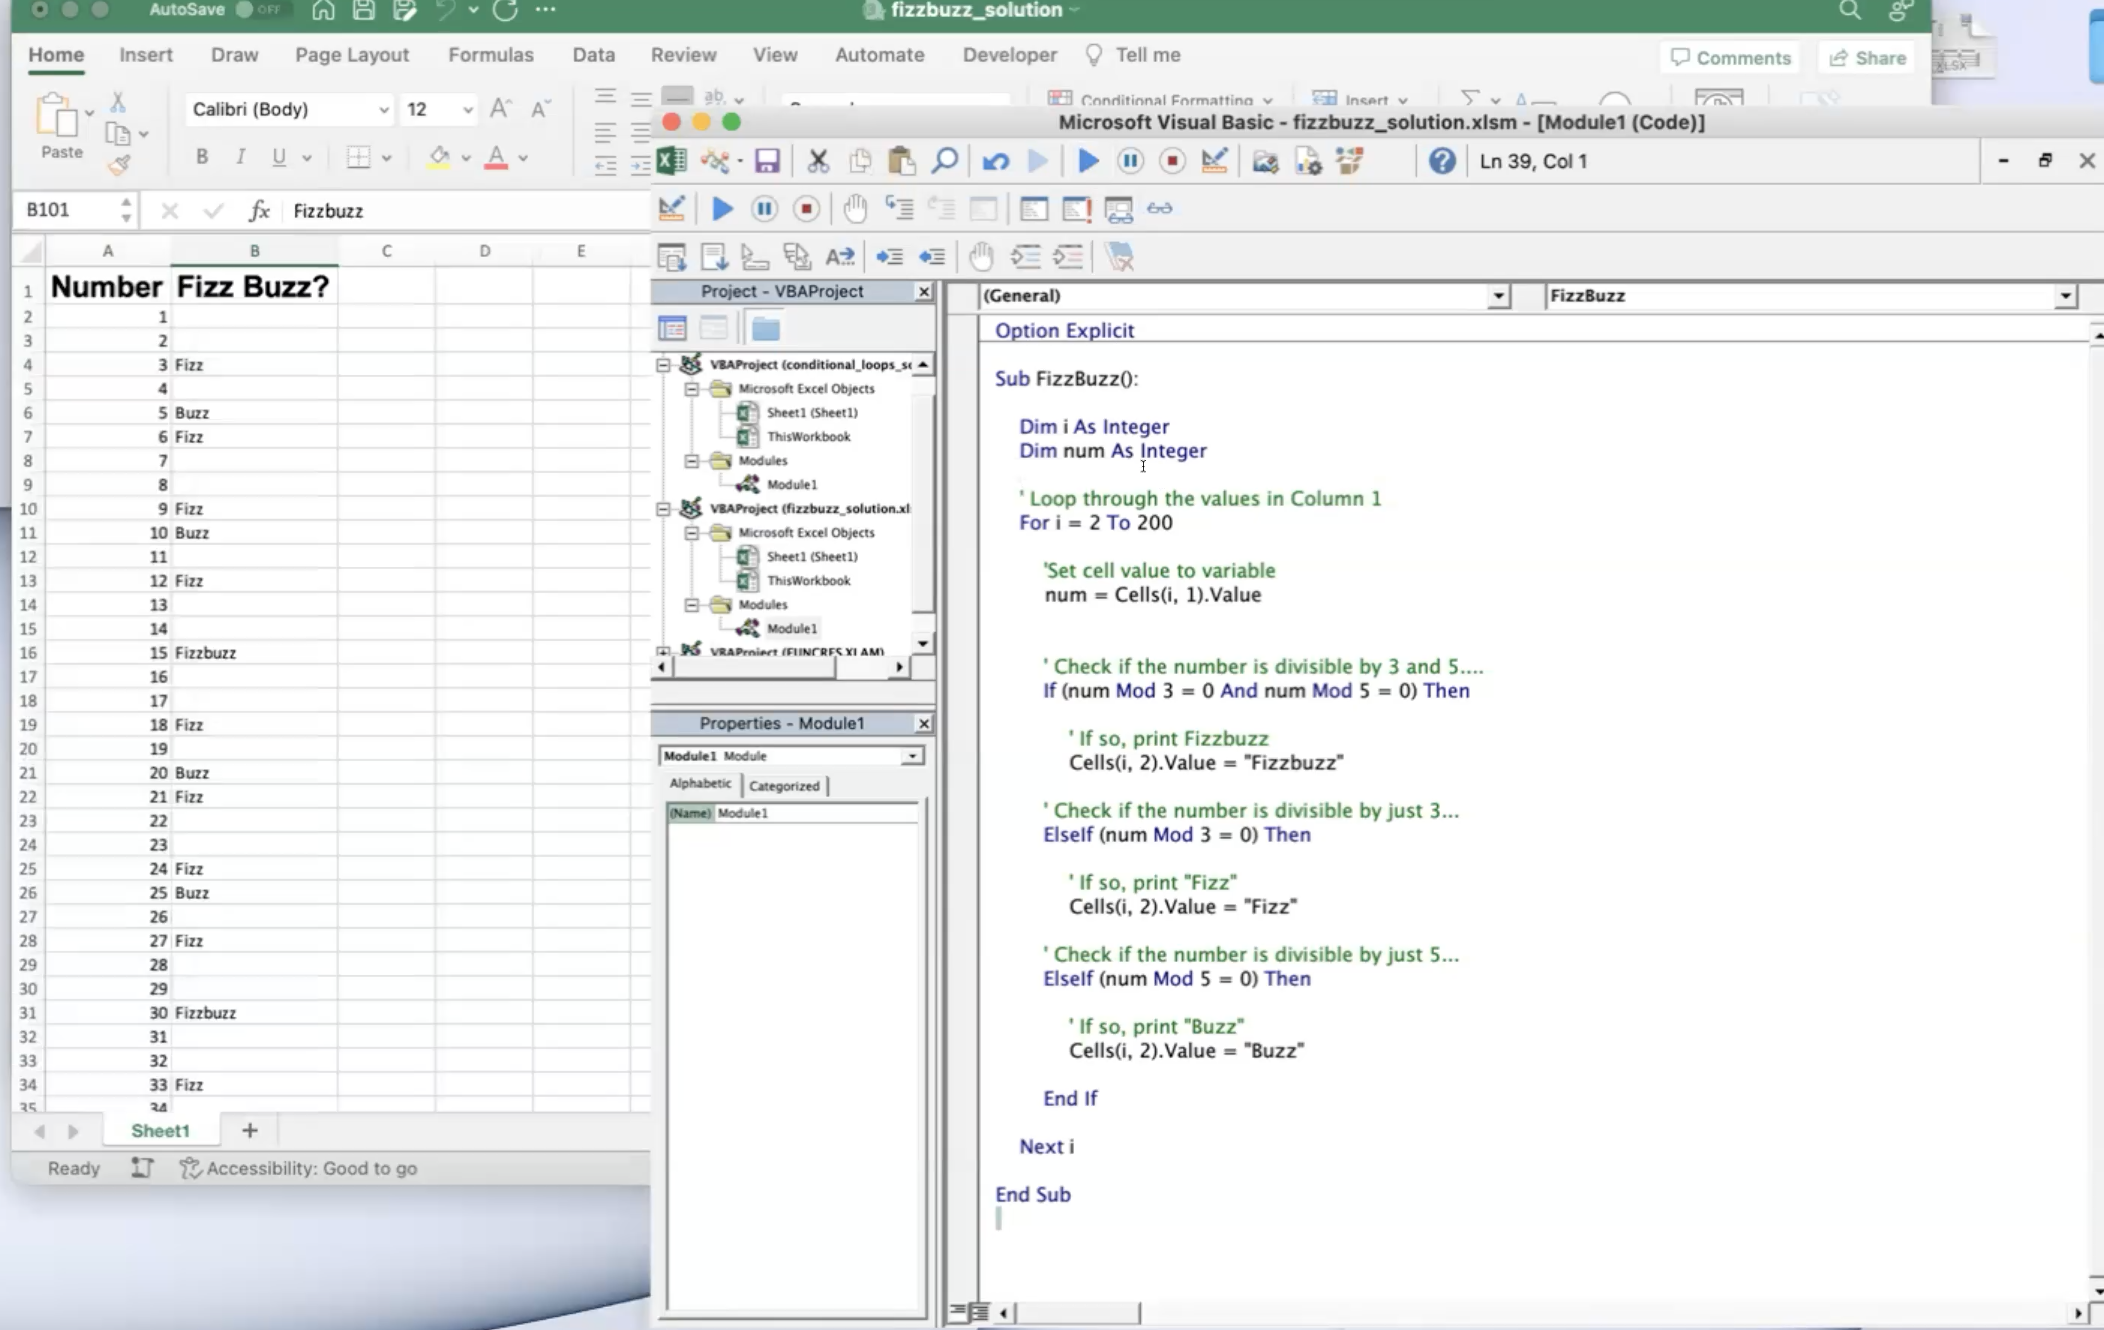 AutoSave OFF
fizzbuzz_solution
Home Insert Draw Page Layout Formulas Data Review View Automate Developer Tell me
Comments Share
XLSX
Calibri (Body) 12
Paste
Conditional Formatting Insert
Microsoft Visual Basic - fizzbuzz_solution.xlsm - [Module1 (Code)]
Ln 39, Col 1
B101 fx Fizzbuzz
A B C D E
1 Number Fizz Buzz?
2 1
3 2
4 3 Fizz
5 4
6 5 Buzz
7 6 Fizz
8 7
9 8
10 9 Fizz
11 10 Buzz
12 11
13 12 Fizz
14 13
15 14
16 15 Fizzbuzz
17 16
18 17
19 18 Fizz
20 19
21 20 Buzz
22 21 Fizz
23 22
24 23
25 24 Fizz
26 25 Buzz
27 26
28 27 Fizz
29 28
30 29
31 30 Fizzbuzz
32 31
33 32
34 33 Fizz
35 34
Sheet1
Ready Accessibility: Good to go
Project - VBAProject
VBAProject (conditional_loops_s
Microsoft Excel Objects
Sheet1 (Sheet1)
ThisWorkbook
Modules
Module1
VBAProject (fizzbuzz_solution.xl
Microsoft Excel Objects
Sheet1 (Sheet1)
ThisWorkbook
Modules
Module1
VBAProject (FUNCRES.XLAM)
Properties - Module1
Module1 Module
Alphabetic Categorized
(Name) Module1
(General) FizzBuzz
Option Explicit
Sub FizzBuzz():
Dim i As Integer
Dim num As Integer
' Loop through the values in Column 1
For i = 2 To 200
'Set cell value to variable
num = Cells(i, 1).Value
' Check if the number is divisible by 3 and 5....
If (num Mod 3 = 0 And num Mod 5 = 0) Then
' If so, print Fizzbuzz
Cells(i, 2).Value = "Fizzbuzz"
' Check if the number is divisible by just 3...
ElseIf (num Mod 3 = 0) Then
' If so, print "Fizz"
Cells(i, 2).Value = "Fizz"
' Check if the number is divisible by just 5...
ElseIf (num Mod 5 = 0) Then
' If so, print "Buzz"
Cells(i, 2).Value = "Buzz"
End If
Next i
End Sub